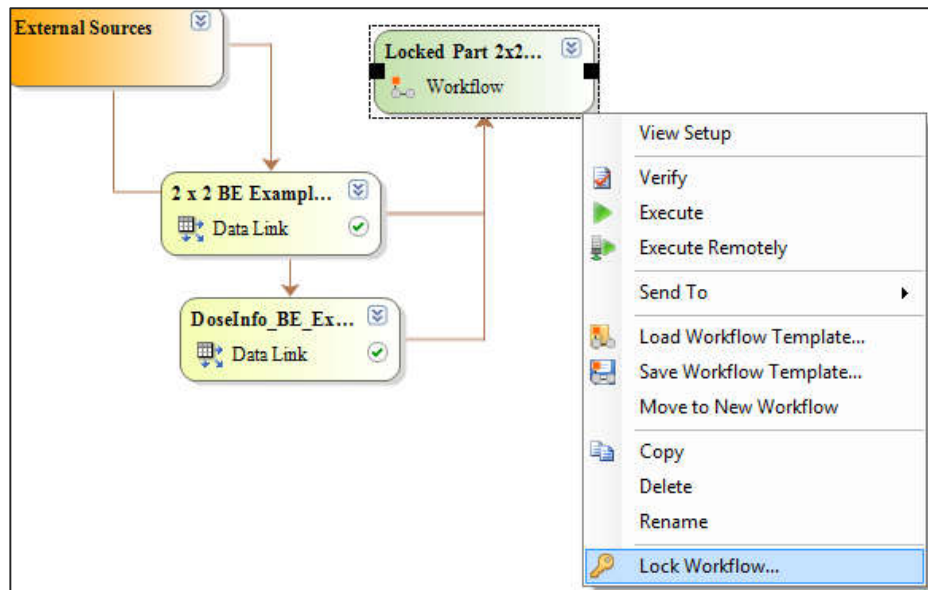 External Sources
Locked Part 2x2...
Workflow
2 x 2 BE Exampl...
Data Link
DoseInfo_BE_Ex...
Data Link
View Setup
Verify
Execute
Execute Remotely
Send To
Load Workflow Template...
Save Workflow Template...
Move to New Workflow
Copy
Delete
Rename
Lock Workflow...